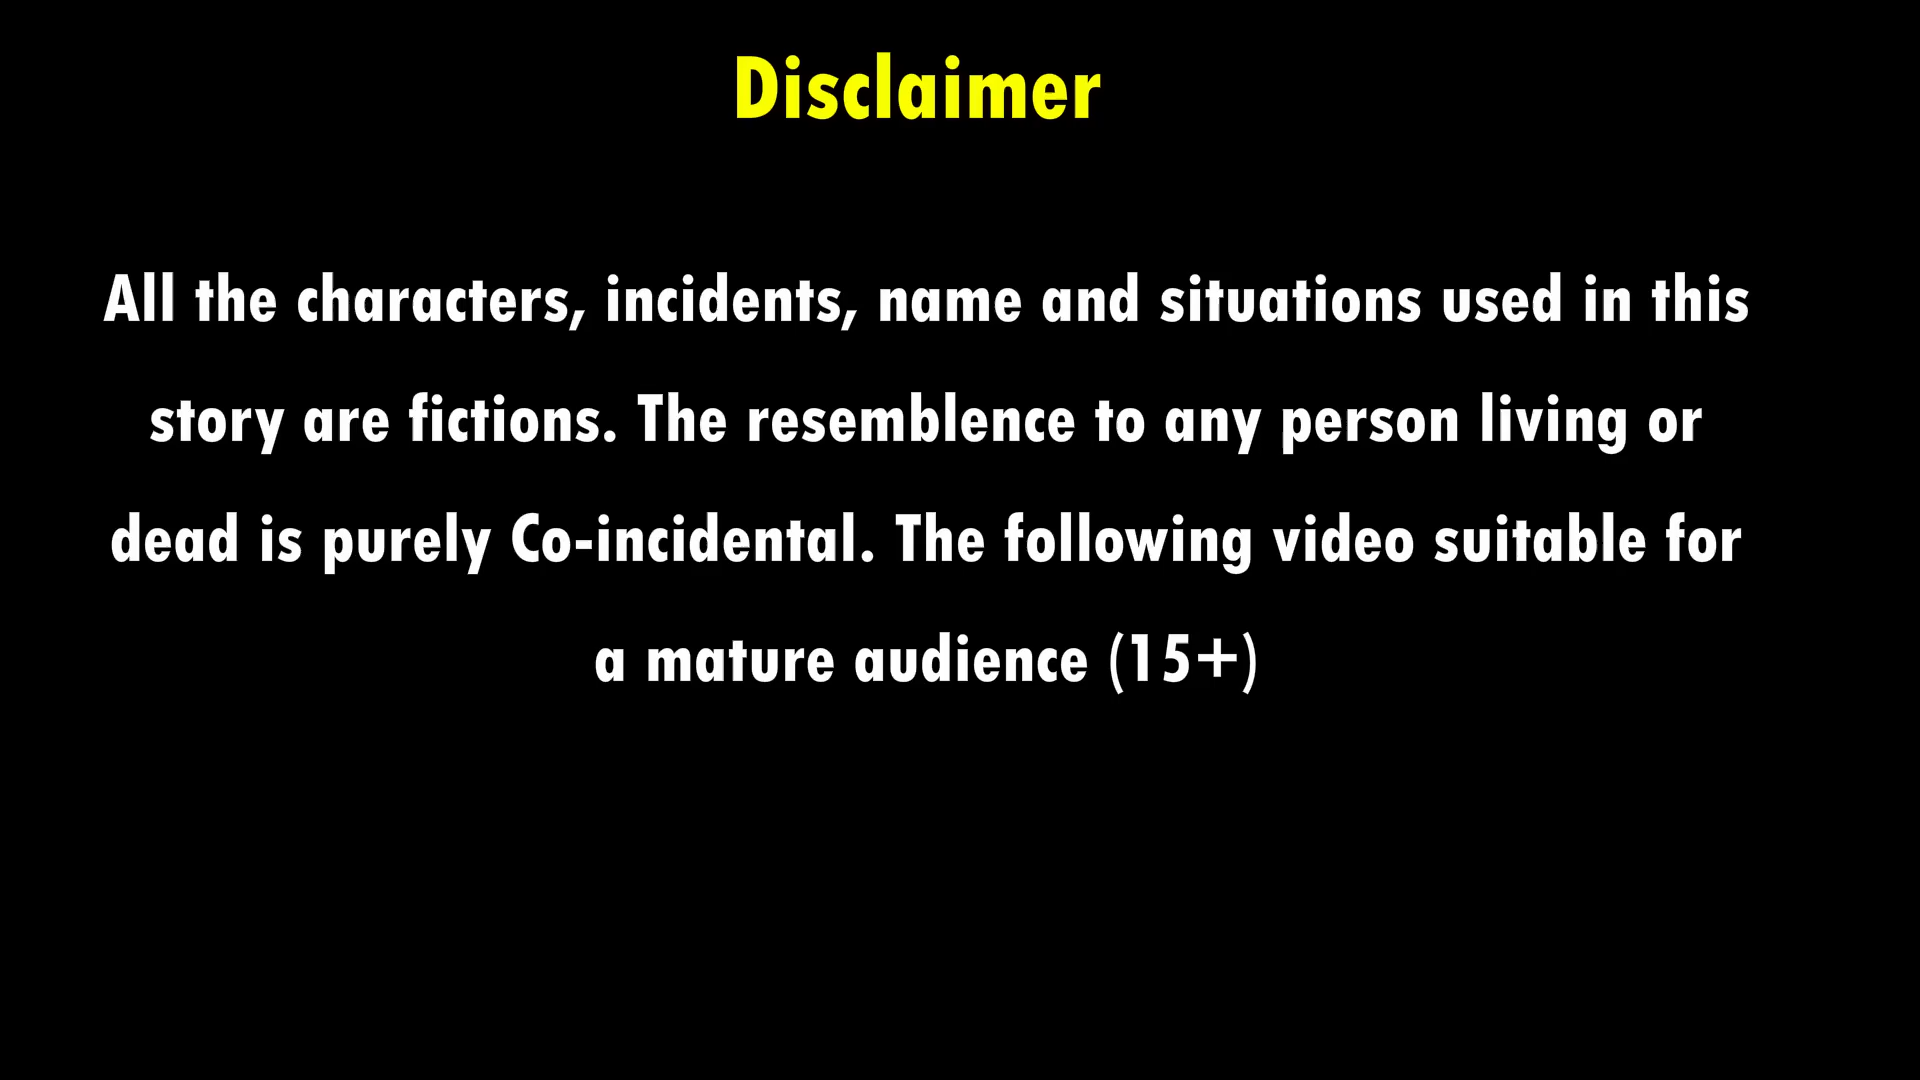 Disclaimer
All the characters, incidents, name and situations used in this
story are fictions. The resemblence to any person living or
dead is purely Co-incidental. The following video suitable for
a mature audience (15+)